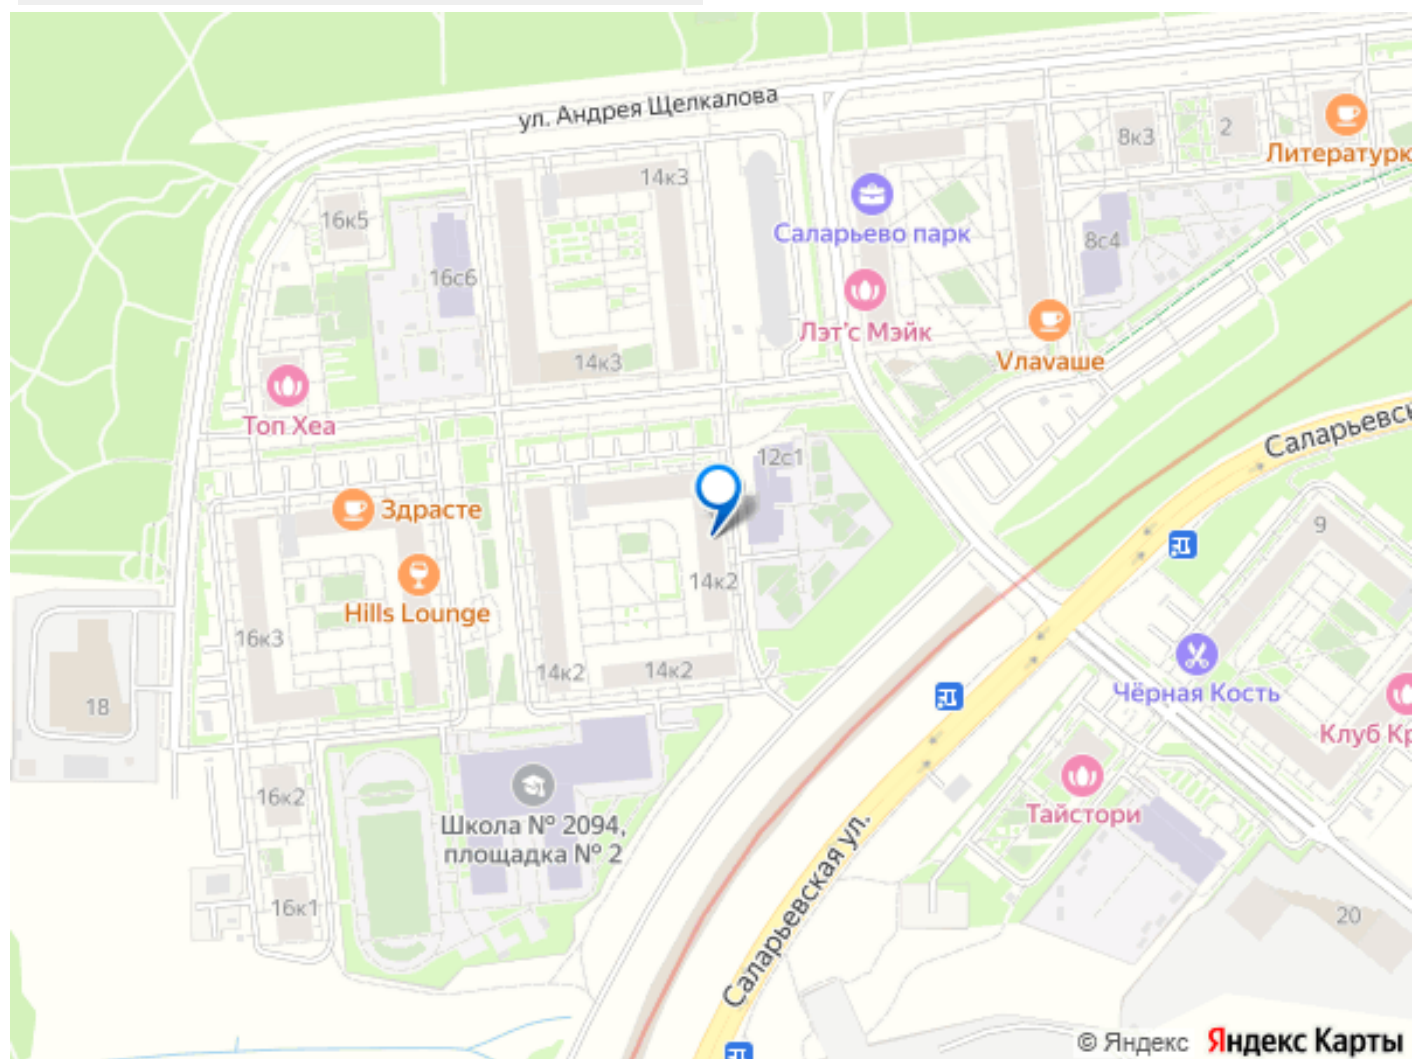 ул. Андрея Щелкалова
8к3
2
Литературк
14к3
16к5
Саларьево парк
8с4
16с6
Лэт'с Мэйк
Vлаvаше
14к3
Топ Хеа
Саларьевск
12с1
Здрасте
9
14к2
Hills Lounge
16к3
14к2
14к2
Чёрная Кость
18
Клуб Кр
16к2
Тайстори
Школа № 2094,
площадка № 2
Саларьевская ул.
16к1
20
© Яндекс Яндекс Карты